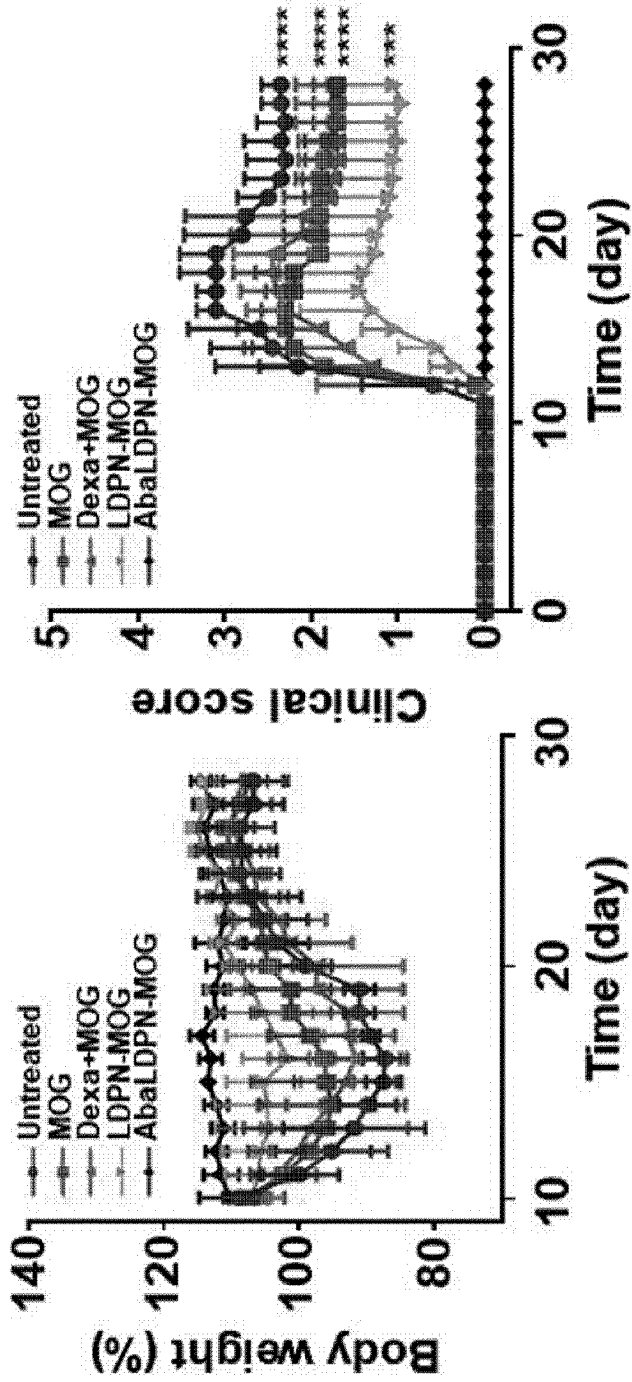 Untreated
MOG
Dexa+MOG
LDPN-MOG
AbaLDPN-MOG
Body weight (%)
140
120
100
80
10
20
30
Time (day)
Untreated
MOG
Dexa+MOG
LDPN-MOG
AbaLDPN-MOG
Clinical score
5
4
3
2
1
0
0
10
20
30
Time (day)
****
****
****
***